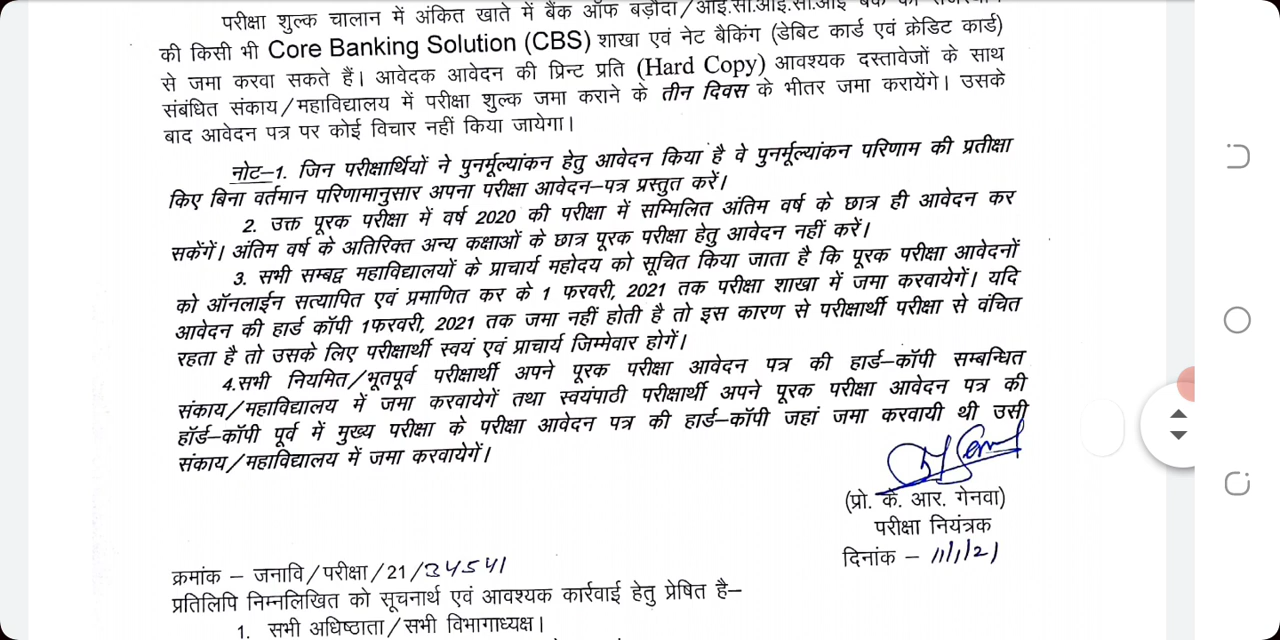 परीक्षा शुल्क चालान में अंकित खाते में बैंक ऑफ बड़ौदा/आई.सी.आई.सी.आई बैंक
की किसी भी Core Banking Solution (CBS) शाखा एवं नेट बैकिंग (डेबिट कार्ड एवं क्रेडिट कार्ड)
से जमा करवा सकते हैं। आवेदक आवेदन की प्रिन्ट प्रति (Hard Copy) आवश्यक दस्तावेजों के साथ
संबंधित संकाय/महाविद्यालय में परीक्षा शुल्क जमा कराने के तीन दिवस के भीतर जमा करायेंगे। उसके
बाद आवेदन पत्र पर कोई विचार नहीं किया जायेगा।
नोट–1. जिन परीक्षार्थियों ने पुनर्मूल्यांकन हेतु आवेदन किया है वे पुनर्मूल्यांकन परिणाम की प्रतीक्षा
किए बिना वर्तमान परिणामानुसार अपना परीक्षा आवेदन–पत्र प्रस्तुत करें।
2. उक्त पूरक परीक्षा में वर्ष 2020 की परीक्षा में सम्मिलित अंतिम वर्ष के छात्र ही आवेदन कर
सकेंगें। अंतिम वर्ष के अतिरिक्त अन्य कक्षाओं के छात्र पूरक परीक्षा हेतु आवेदन नहीं करें।
3. सभी सम्बद्व महाविद्यालयों के प्राचार्य महोदय को सूचित किया जाता है कि पूरक परीक्षा आवेदनों
को ऑनलाईन सत्यापित एवं प्रमाणित कर के 1 फरवरी, 2021 तक परीक्षा शाखा में जमा करवायेगें। यदि
आवेदन की हार्ड कॉपी 1फरवरी, 2021 तक जमा नहीं होती है तो इस कारण से परीक्षार्थी परीक्षा से वंचित
रहता है तो उसके लिए परीक्षार्थी स्वयं एवं प्राचार्य जिम्मेवार होगें।
4.सभी नियमित/भूतपूर्व परीक्षार्थी अपने पूरक परीक्षा आवेदन पत्र की हार्ड–कॉपी सम्बन्धित
संकाय/महाविद्यालय में जमा करवायेगें तथा स्वयंपाठी परीक्षार्थी अपने पूरक परीक्षा आवेदन पत्र की
हॉर्ड–कॉपी पूर्व में मुख्य परीक्षा के परीक्षा आवेदन पत्र की हार्ड–कॉपी जहां जमा करवायी थी उसी
संकाय/महाविद्यालय में जमा करवायेगें।
(प्रो. के. आर. गेनवा)
परीक्षा नियंत्रक
दिनांक – 11/1/21
क्रमांक – जनावि/परीक्षा/21/34541
प्रतिलिपि निम्नलिखित को सूचनार्थ एवं आवश्यक कार्रवाई हेतु प्रेषित है–
1. सभी अधिष्ठाता/सभी विभागाध्यक्ष।